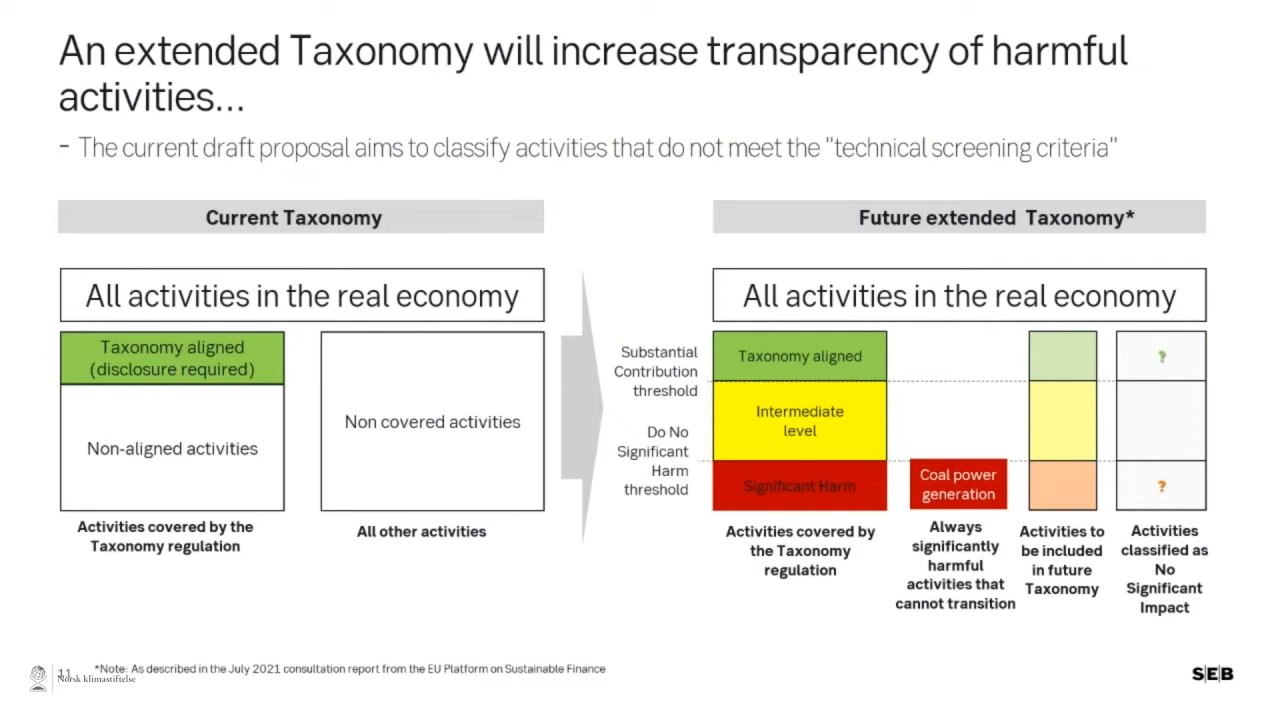 An extended Taxonomy will increase transparency of harmful
activities...
- The current draft proposal aims to classify activities that do not meet the "technical screening criteria"
Current Taxonomy
All activities in the real economy
Taxonomy aligned
(disclosure required)
Non-aligned activities
Non covered activities
Activities covered by the
Taxonomy regulation
All other activities
Future extended Taxonomy*
All activities in the real economy
Substantial
Contribution
threshold
Do No
Significant
Harm
threshold
Taxonomy aligned
Intermediate
level
Significant Harm
Coal power
generation
?
?
Activities covered by
the Taxonomy
regulation
Always
significantly
harmful
activities that
cannot transition
Activities to
be included
in future
Taxonomy
Activities
classified as
No
Significant
Impact
*Note: As described in the July 2021 consultation report from the EU Platform on Sustainable Finance
11
Norsk klimastiftelse
S|E|B